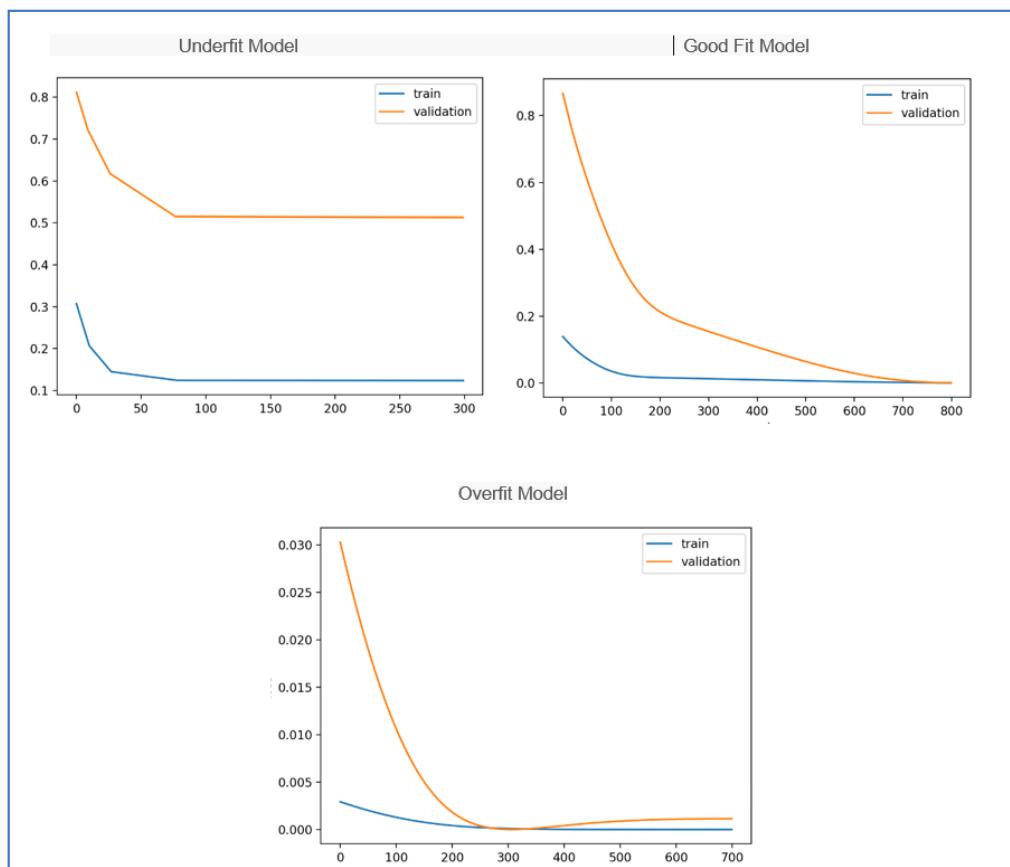 Underfit Model
Good Fit Model
train
validation
0.8
0.7
0.6
0.5
0.4
0.3
0.2
0.1
0 50 100 150 200 250 300
train
validation
0.8
0.6
0.4
0.2
0.0
0 100 200 300 400 500 600 700 800
Overfit Model
train
validation
0.030
0.025
0.020
0.015
0.010
0.005
0.000
0 100 200 300 400 500 600 700